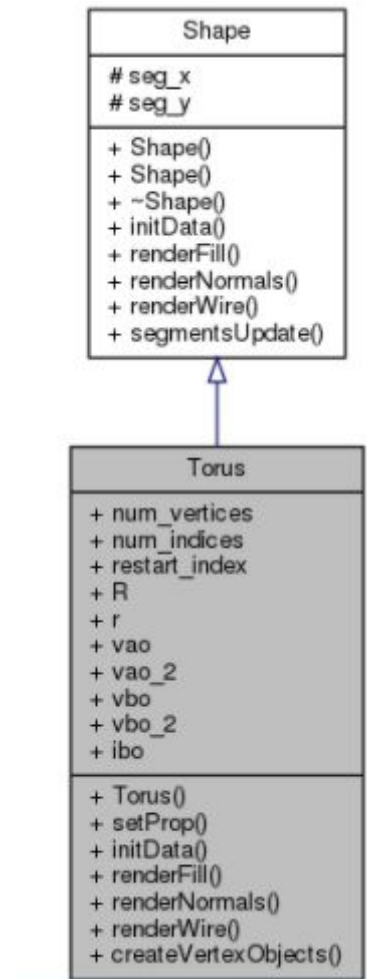 Shape
# seg_x
# seg_y
+ Shape()
+ Shape()
+ ~Shape()
+ initData()
+ renderFill()
+ renderNormals()
+ renderWire()
+ segmentsUpdate()
Torus
+ num_vertices
+ num_indices
+ restart_index
+ R
+ r
+ vao
+ vao_2
+ vbo
+ vbo_2
+ ibo
+ Torus()
+ setProp()
+ initData()
+ renderFill()
+ renderNormals()
+ renderWire()
+ createVertexObjects()